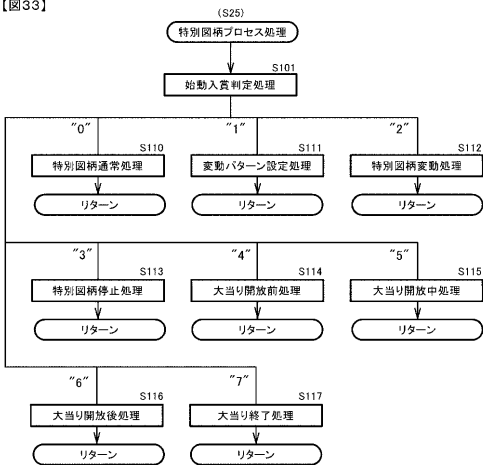 【図33】
(S25)
特別図柄プロセス処理
S101
始動入賞判定処理
"0"
"1"
"2"
S110
S111
S112
特別図柄通常処理
変動パターン設定処理
特別図柄変動処理
リターン
リターン
リターン
"3"
"4"
"5"
S113
S114
S115
特別図柄停止処理
大当り開放前処理
大当り開放中処理
リターン
リターン
リターン
"6"
"7"
S116
S117
大当り開放後処理
大当り終了処理
リターン
リターン